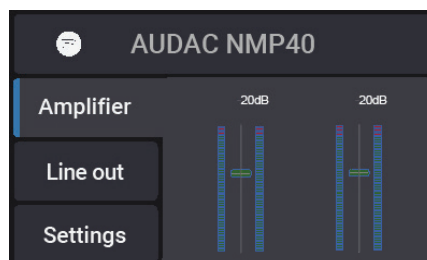 AUDAC NMP40
Amplifier
20dB 20dB
Line out
Settings